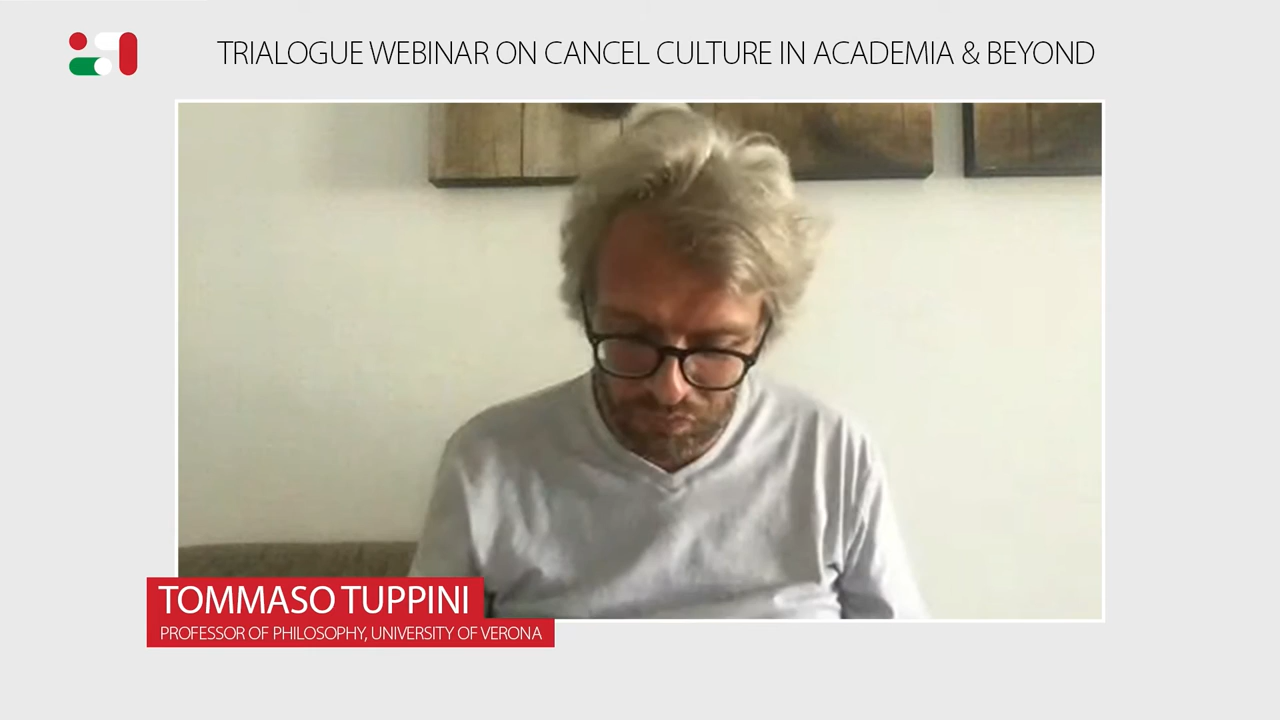 TRIALOGUE WEBINAR ON CANCEL CULTURE IN ACADEMIA & BEYOND
TOMMASO TUPPINI
PROFESSOR OF PHILOSOPHY, UNIVERSITY OF VERONA